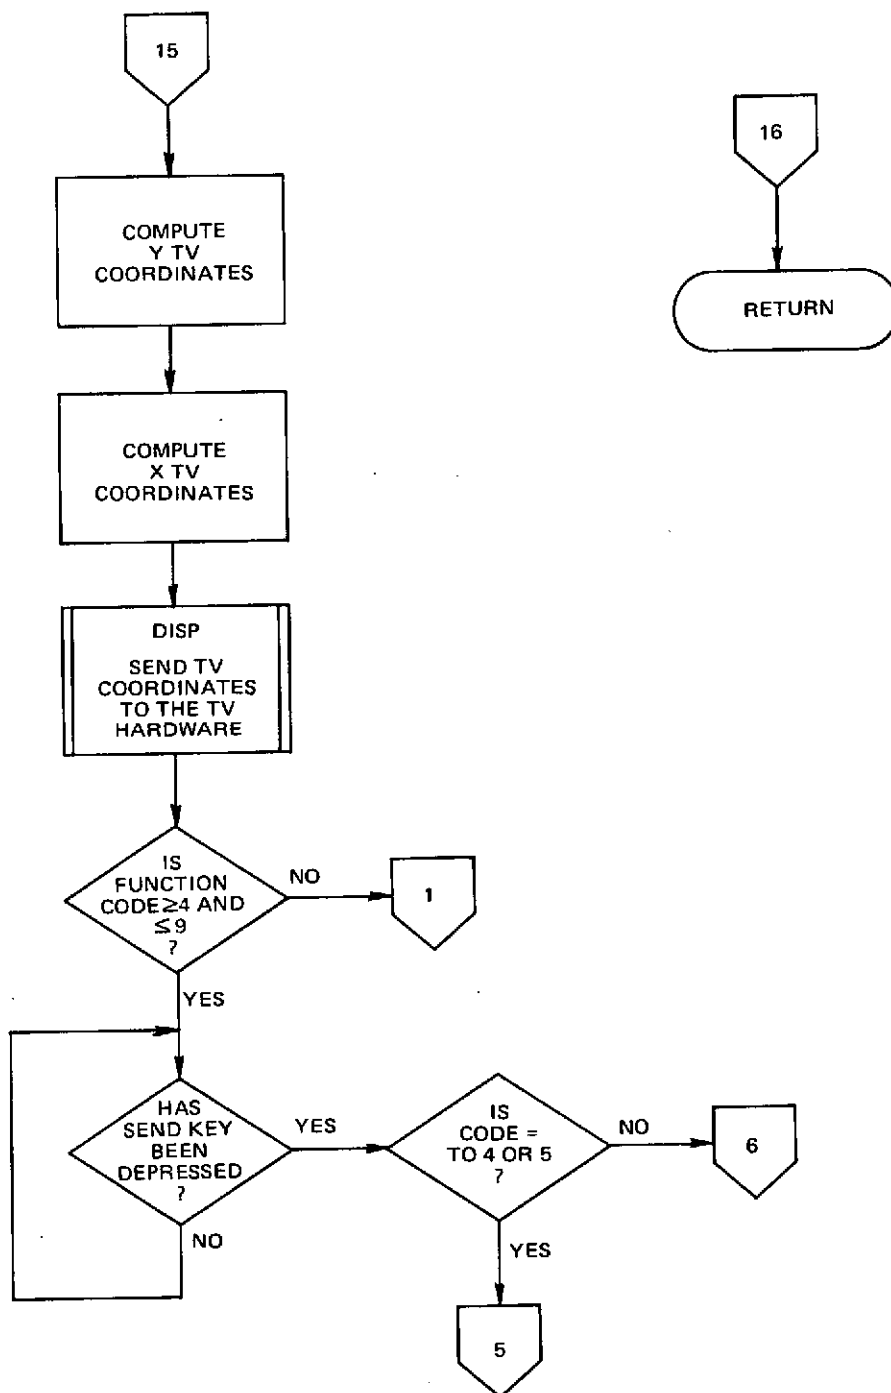 15
COMPUTE
Y TV
COORDINATES
COMPUTE
X TV
COORDINATES
DISP
SEND TV
COORDINATES
TO THE TV
HARDWARE
IS
FUNCTION
CODE≥4 AND
≤9
?
NO
1
YES
HAS
SEND KEY
BEEN
DEPRESSED
?
NO
YES
IS
CODE =
TO 4 OR 5
?
NO
6
YES
5
16
RETURN